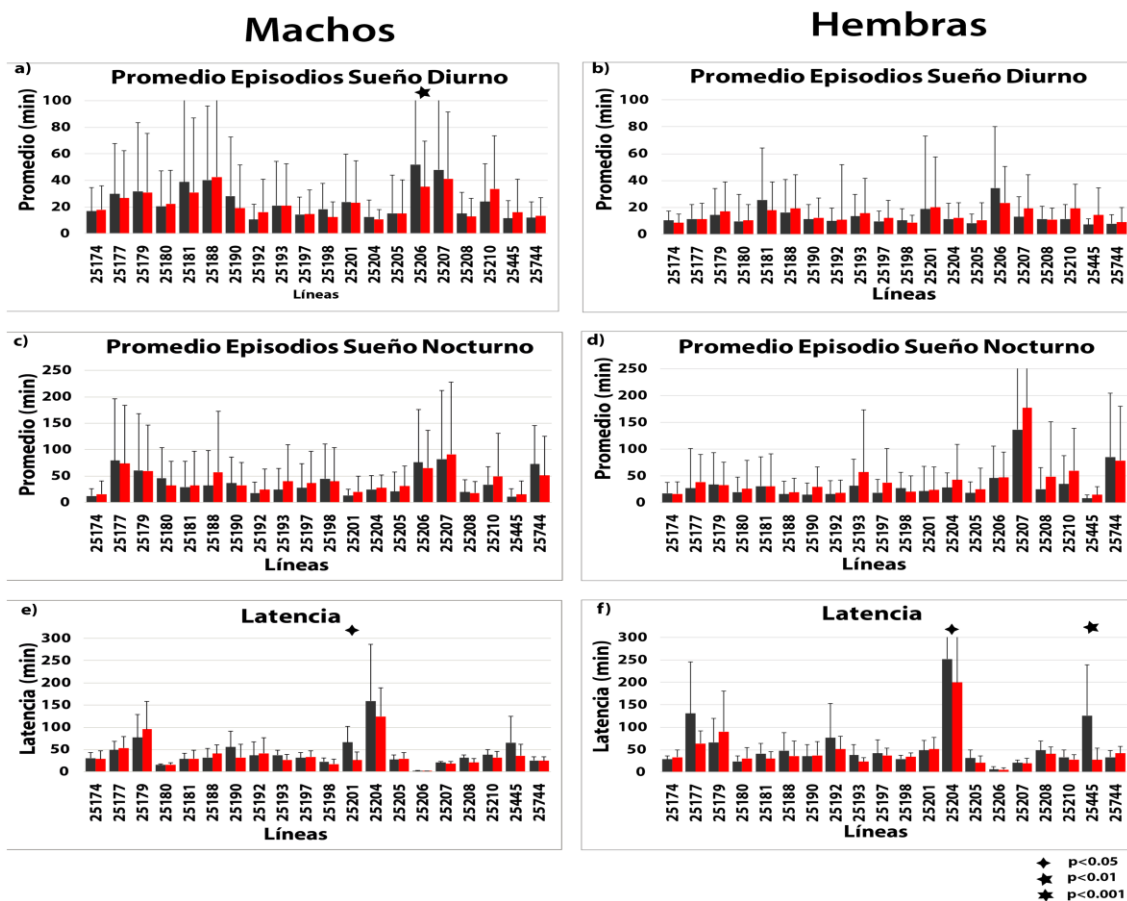 Machos
Hembras
a)
Promedio Episodios Sueño Diurno
Promedio (min)
100
80
60
40
20
0
25174 25177 25179 25180 25181 25188 25190 25192 25193 25197 25198 25201 25204 25205 25206 25207 25208 25210 25445 25744
Líneas
b)
Promedio Episodios Sueño Diurno
Promedio (min)
100
80
60
40
20
0
25174 25177 25179 25180 25181 25188 25190 25192 25193 25197 25198 25201 25204 25205 25206 25207 25208 25210 25445 25744
c)
Promedio Episodios Sueño Nocturno
Promedio (min)
250
200
150
100
50
0
25174 25177 25179 25180 25181 25188 25190 25192 25193 25197 25198 25201 25204 25205 25206 25207 25208 25210 25445 25744
Líneas
d)
Promedio Episodio Sueño Nocturno
Promedio (min)
250
200
150
100
50
0
25174 25177 25179 25180 25181 25188 25190 25192 25193 25197 25198 25201 25204 25205 25206 25207 25208 25210 25445 25744
Líneas
e)
Latencia
Latencia (min)
300
250
200
150
100
50
0
25174 25177 25179 25180 25181 25188 25190 25192 25193 25197 25198 25201 25204 25205 25206 25207 25208 25210 25445 25744
Líneas
f)
Latencia
Latencia (min)
300
250
200
150
100
50
0
25174 25177 25179 25180 25181 25188 25190 25192 25193 25197 25198 25201 25204 25205 25206 25207 25208 25210 25445 25744
Líneas
p<0.05
p<0.01
p<0.001